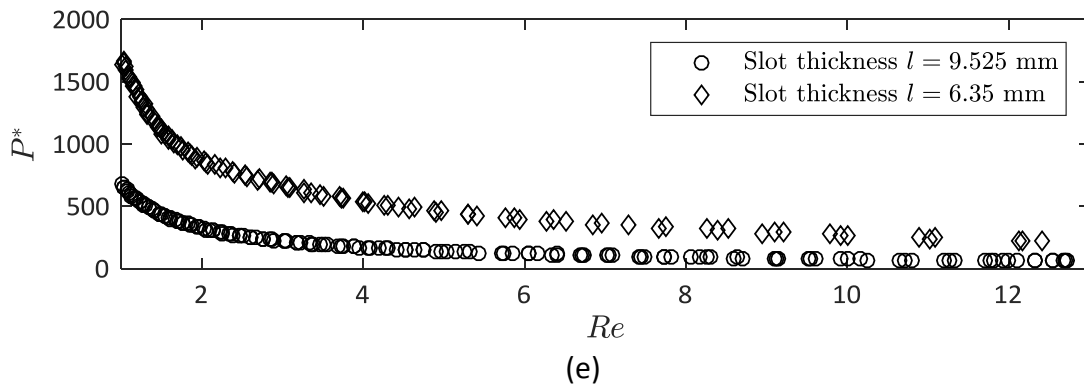 2000
1500
1000
500
0
P*
Slot thickness l = 9.525 mm
Slot thickness l = 6.35 mm
2 4 6 8 10 12
Re
(e)